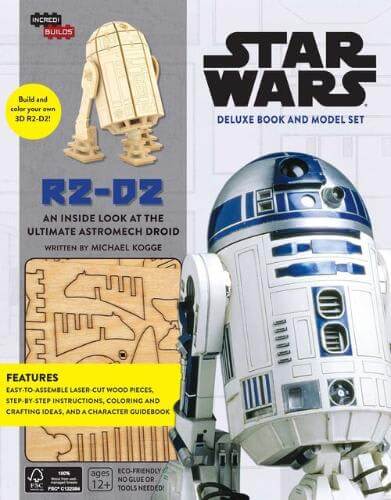 INCREDI
BUILDS
Build and
color your own
3D R2-D2!
STAR
WARS
DELUXE BOOK AND MODEL SET
R2-D2
AN INSIDE LOOK AT THE
ULTIMATE ASTROMECH DROID
WRITTEN BY MICHAEL KOGGE
FEATURES
EASY-TO-ASSEMBLE LASER-CUT WOOD PIECES,
STEP-BY-STEP INSTRUCTIONS, COLORING AND
CRAFTING IDEAS, AND A CHARACTER GUIDEBOOK
FSC
100%
ages
12+
ECO-FRIENDLY
NO GLUE OR
TOOLS NEEDED!